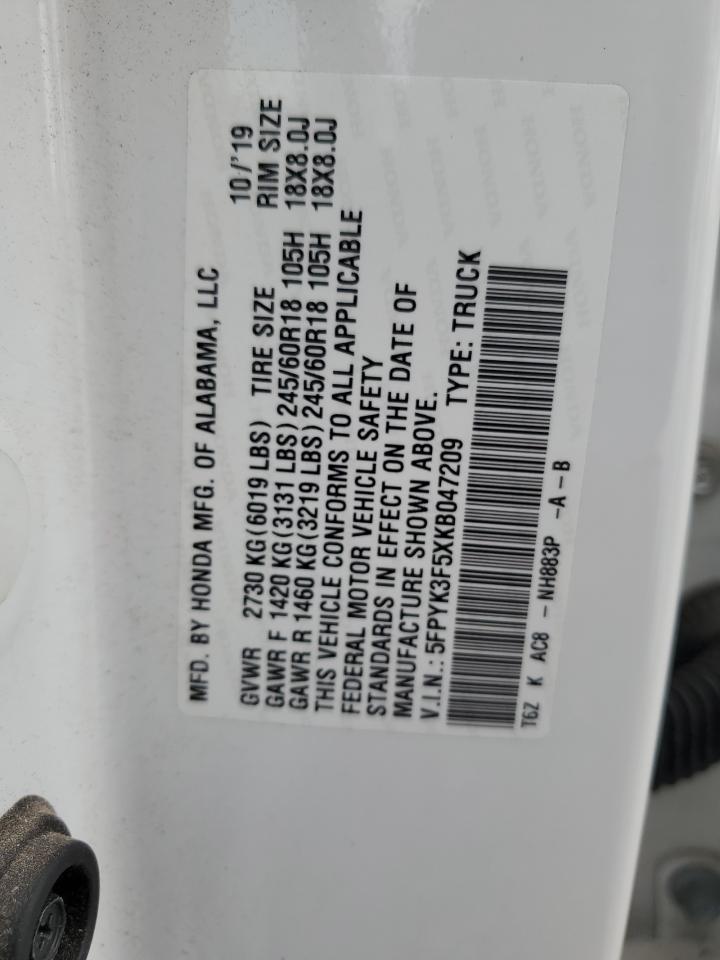 MFD. BY HONDA MFG. OF ALABAMA, LLC 10/'19
GVWR 2730 KG(6019 LBS) TIRE SIZE RIM SIZE
GAWR F 1420 KG(3131 LBS)245/60R18 105H 18X8.0J
GAWR R 1460 KG(3219 LBS)245/60R18 105H 18X8.0J
THIS VEHICLE CONFORMS TO ALL APPLICABLE
FEDERAL MOTOR VEHICLE SAFETY
STANDARDS IN EFFECT ON THE DATE OF
MANUFACTURE SHOWN ABOVE.
V.I.N.: 5FPYK3F5XKB047209 TYPE: TRUCK
T6Z K AC8 - NH883P -A-B
HONDA